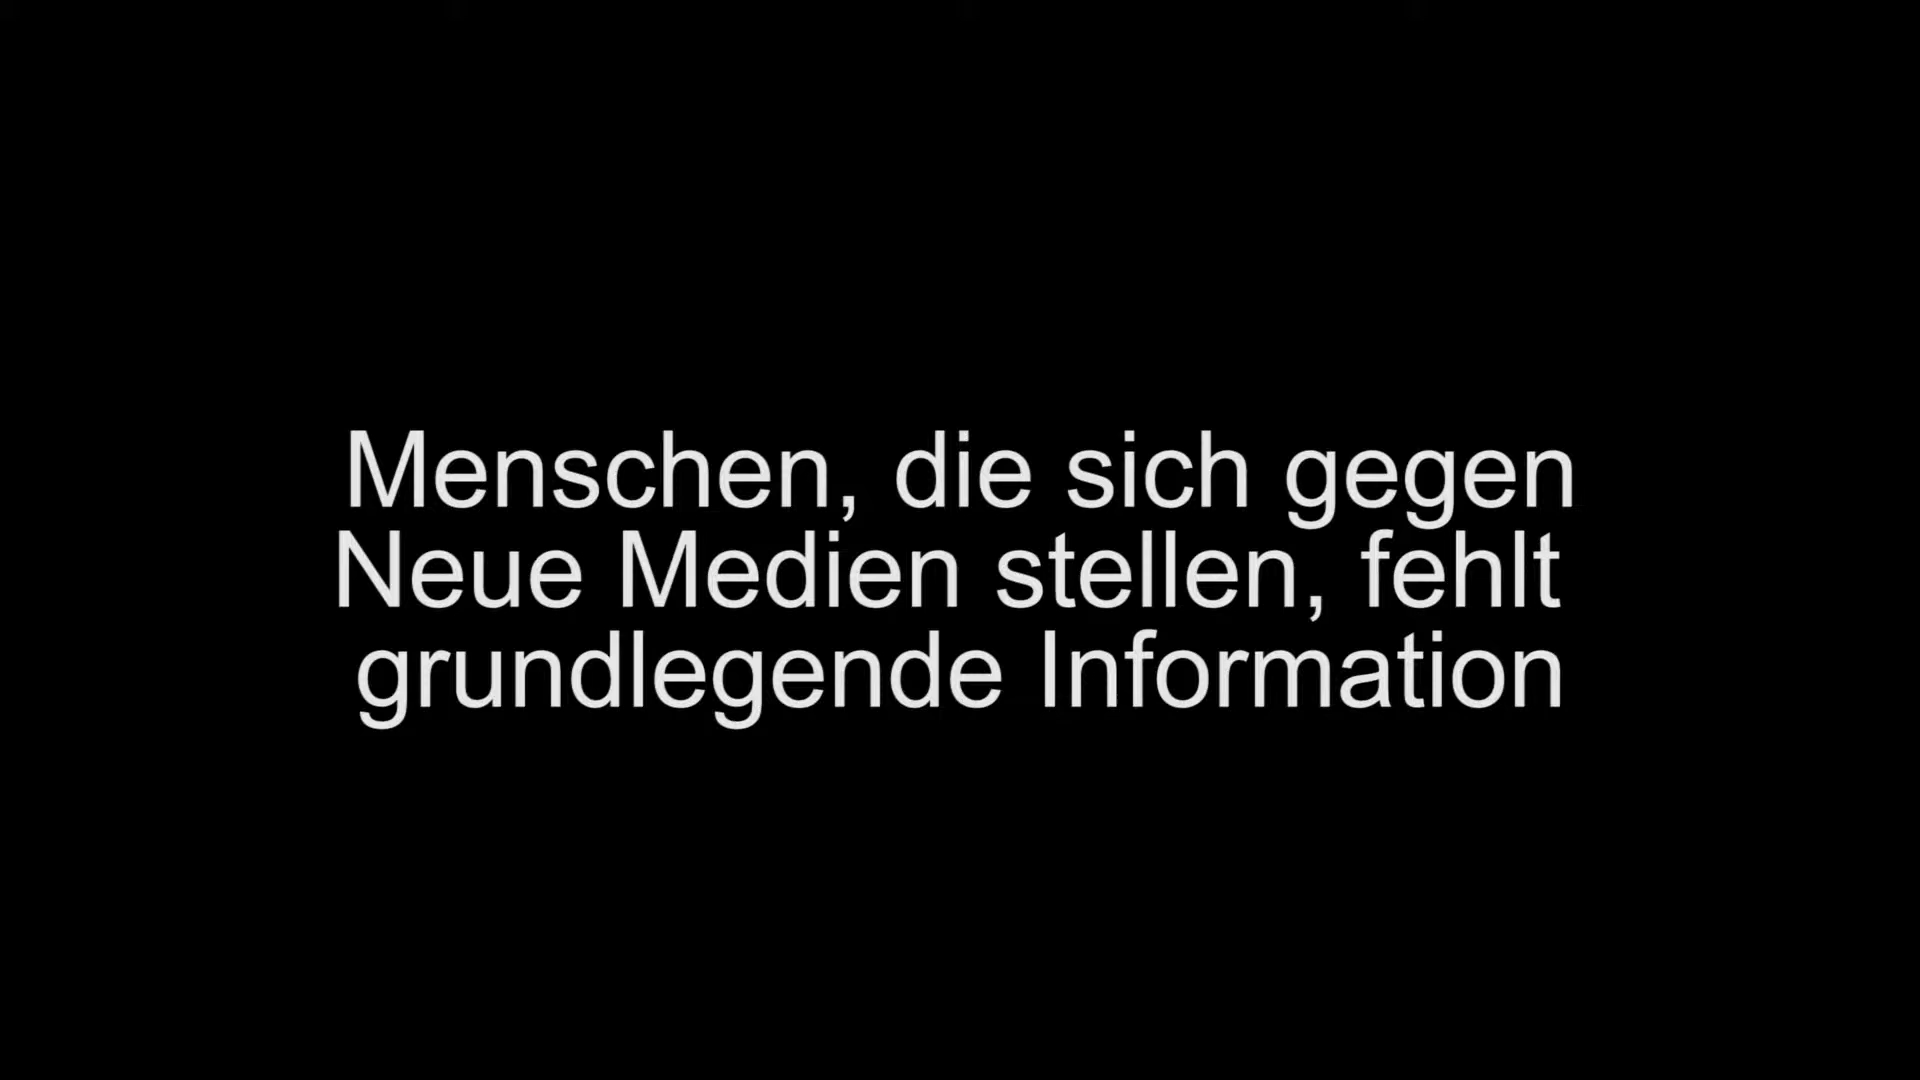 Menschen, die sich gegen
Neue Medien stellen, fehlt
grundlegende Information